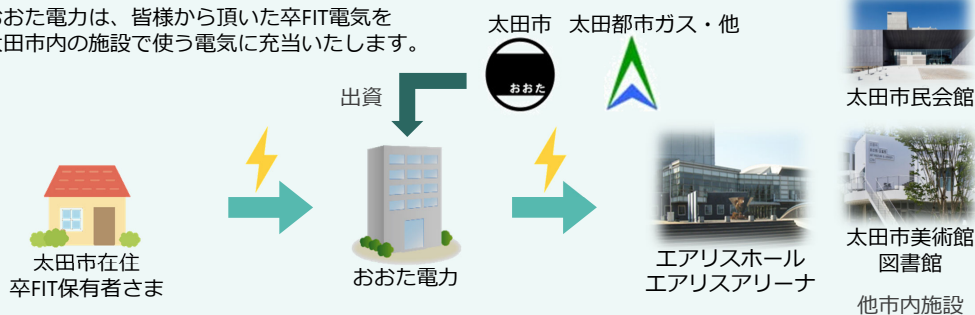 おおた電力は、皆様から頂いた卒FIT電気を
太田市内の施設で使う電気に充当いたします。
太田市 太田都市ガス・他
おおた
出資
太田市民会館
太田市在住
卒FIT保有者さま
おおた電力
エアリスホール
エアリスアリーナ
太田市美術館
図書館
他市内施設